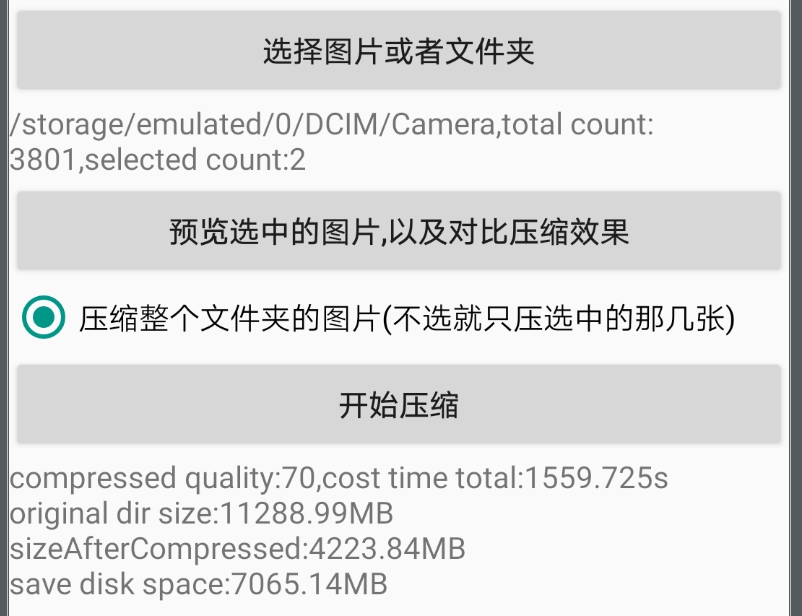 选择图片或者文件夹
/storage/emulated/0/DCIM/Camera,total count:
3801,selected count:2
预览选中的图片,以及对比压缩效果
压缩整个文件夹的图片(不选就只压选中的那几张)
开始压缩
compressed quality:70,cost time total:1559.725s
original dir size:11288.99MB
sizeAfterCompressed:4223.84MB
save disk space:7065.14MB